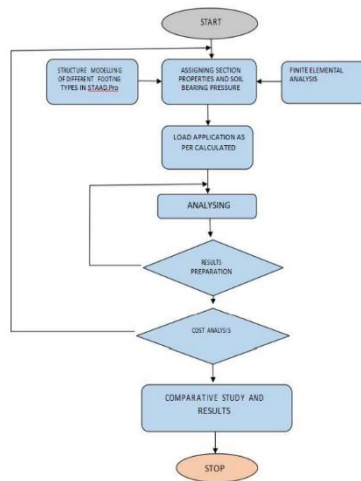 START
STRUCTURE MODELLING
OF DIFFERENT FOOTING
TYPES IN STAAD.Pro
ASSIGNING SECTION
PROPERTIES AND SOIL
BEARING PRESSURE
FINITE ELEMENTAL
ANALYSIS
LOAD APPLICATION AS
PER CALCULATED
ANALYSING
RESULTS
PREPARATION
COST ANALYSIS
COMPARATIVE STUDY AND
RESULTS
STOP